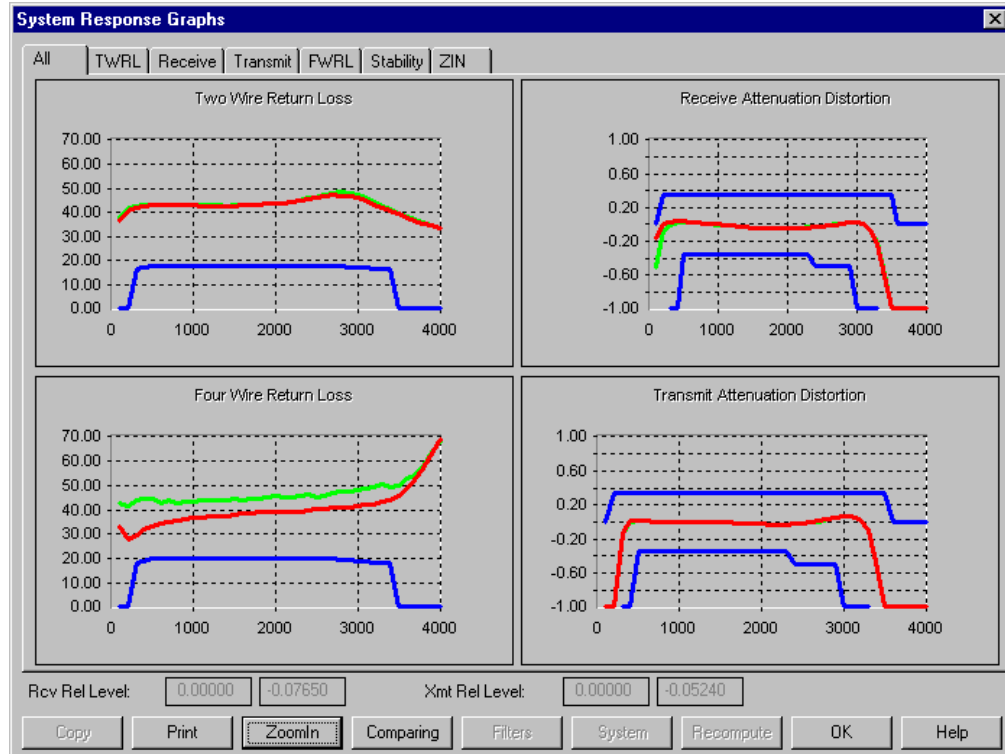 System Response Graphs
All TWRL Receive Transmit FWRL Stability ZIN
Two Wire Return Loss
70.00
60.00
50.00
40.00
30.00
20.00
10.00
0.00
0 1000 2000 3000 4000
Receive Attenuation Distortion
1.00
0.60
0.20
-0.20
-0.60
-1.00
0 1000 2000 3000 4000
Four Wire Return Loss
70.00
60.00
50.00
40.00
30.00
20.00
10.00
0.00
0 1000 2000 3000 4000
Transmit Attenuation Distortion
1.00
0.60
0.20
-0.20
-0.60
-1.00
0 1000 2000 3000 4000
Rcv Rel Level: 0.00000 -0.07650 Xmt Rel Level: 0.00000 -0.05240
Copy Print ZoomIn Comparing Filters System Recompute OK Help